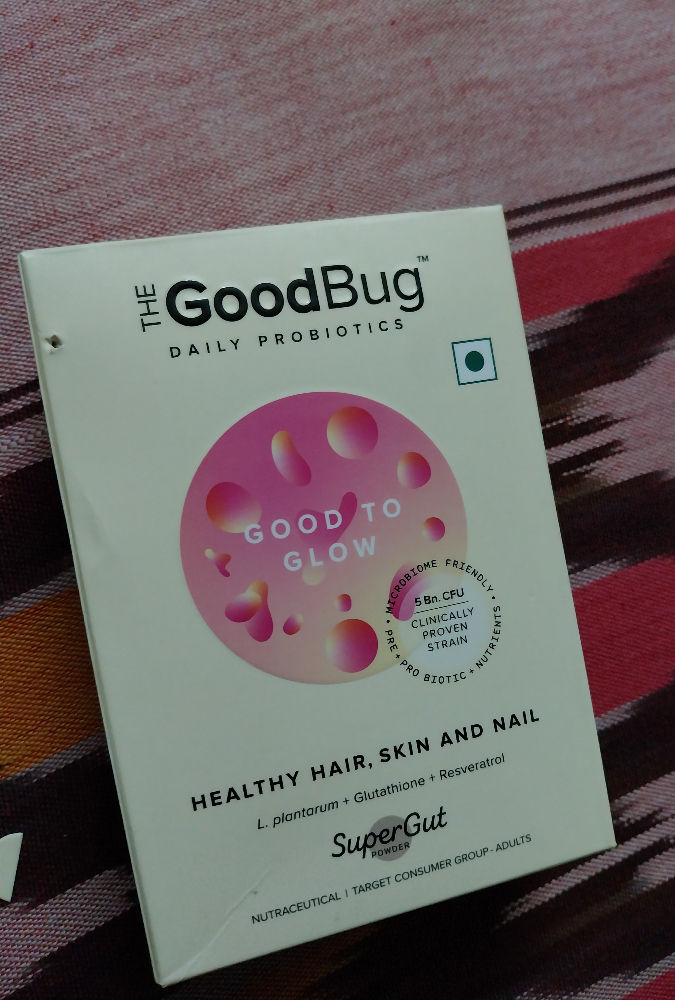 THE GoodBug™
DAILY PROBIOTICS
GOOD TO
GLOW
• MICROBIOME FRIENDLY •
PRE + PRO BIOTIC + NUTRIENTS
5 Bn. CFU
CLINICALLY
PROVEN
STRAIN
HEALTHY HAIR, SKIN AND NAIL
L. plantarum + Glutathione + Resveratrol
SuperGut
POWDER
NUTRACEUTICAL | TARGET CONSUMER GROUP - ADULTS